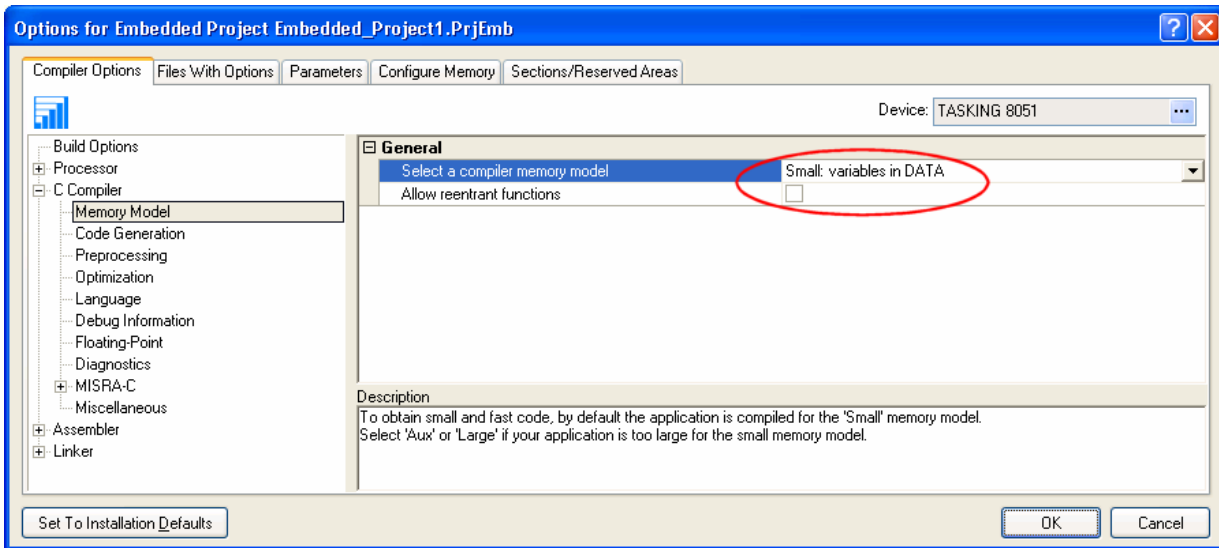 Options for Embedded Project Embedded_Project1.PrjEmb
Compiler Options Files With Options Parameters Configure Memory Sections/Reserved Areas
Device: TASKING 8051 ...
Build Options
Processor
C Compiler
Memory Model
Code Generation
Preprocessing
Optimization
Language
Debug Information
Floating-Point
Diagnostics
MISRA-C
Miscellaneous
Assembler
Linker
General
Select a compiler memory model Small: variables in DATA
Allow reentrant functions
Description
To obtain small and fast code, by default the application is compiled for the 'Small' memory model.
Select 'Aux' or 'Large' if your application is too large for the small memory model.
Set To Installation Defaults OK Cancel